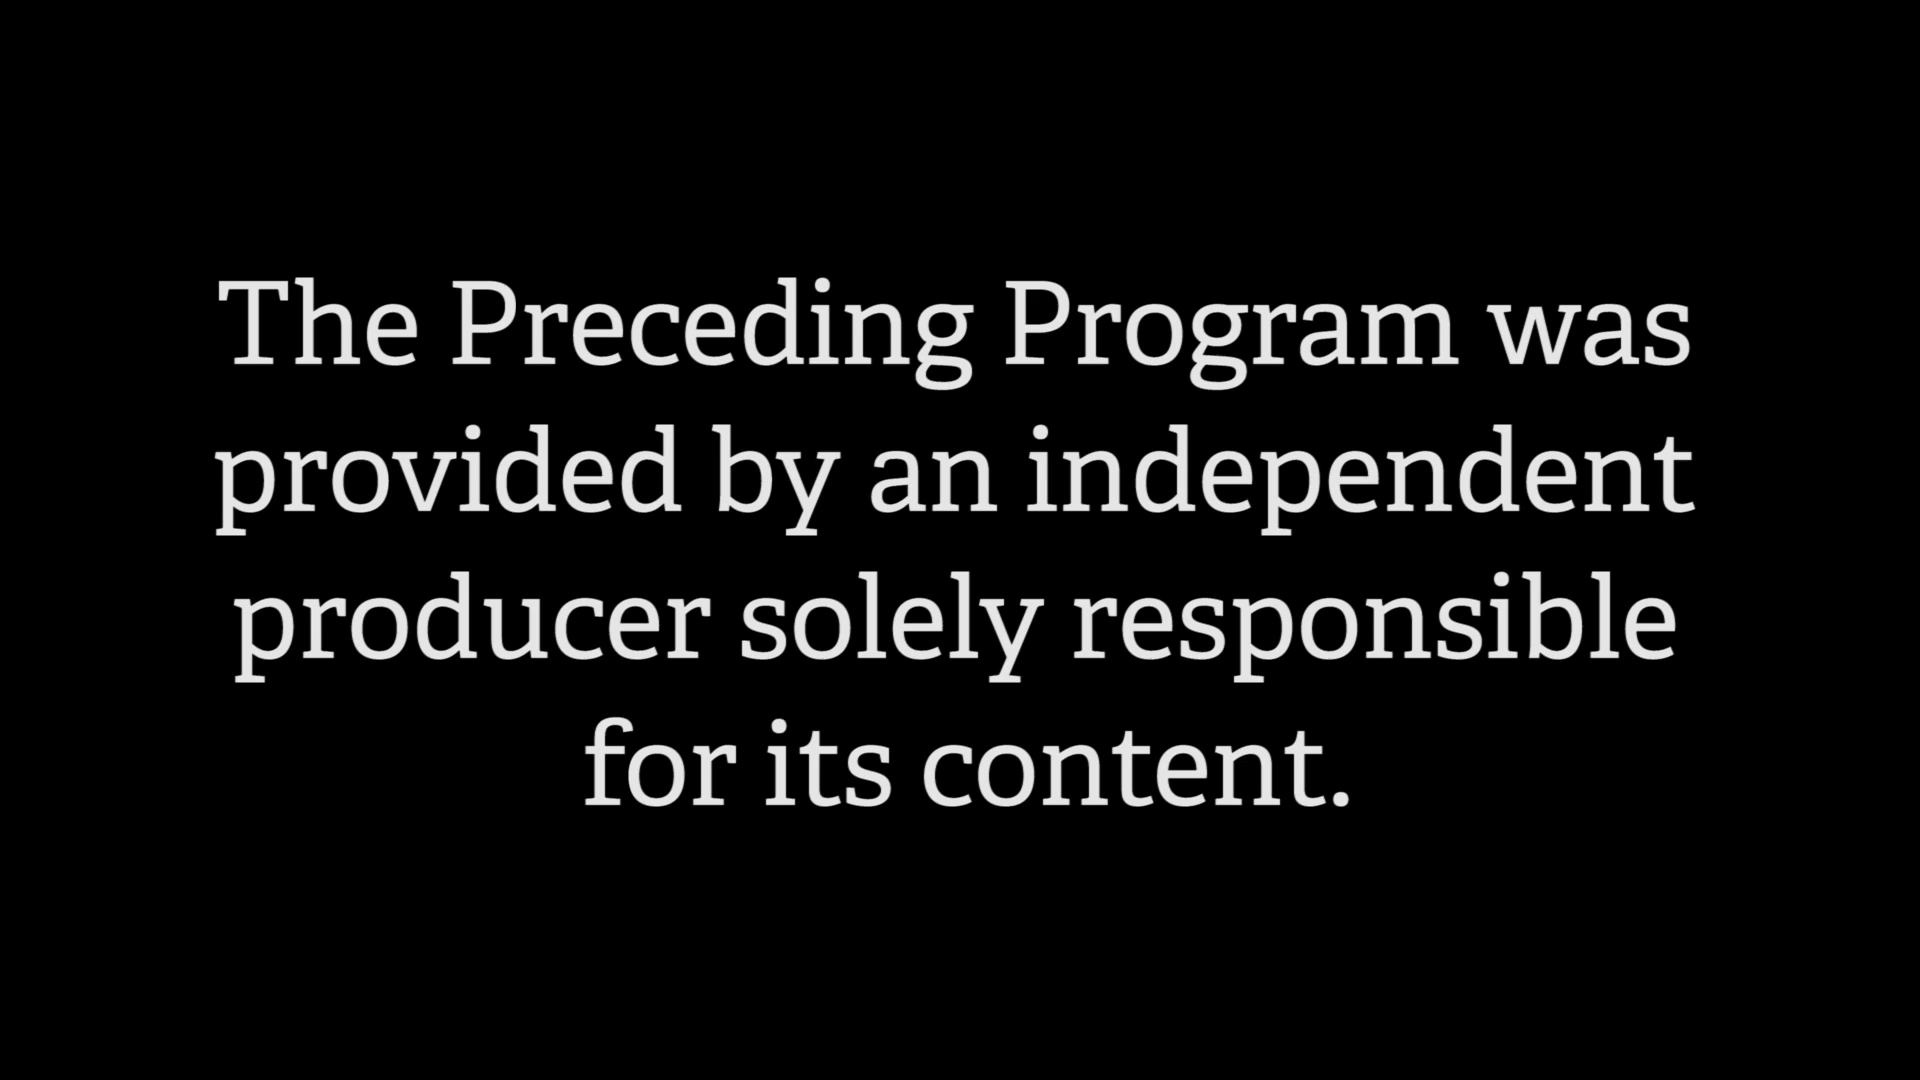 The Preceding Program was
provided by an independent
producer solely responsible
for its content.